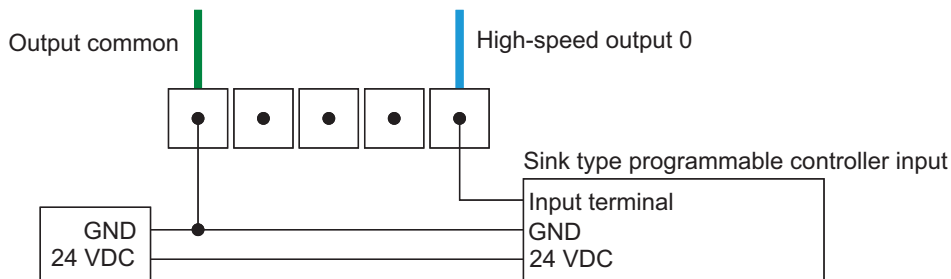 Output common
High-speed output 0
Sink type programmable controller input
Input terminal
GND
GND
24 VDC
24 VDC